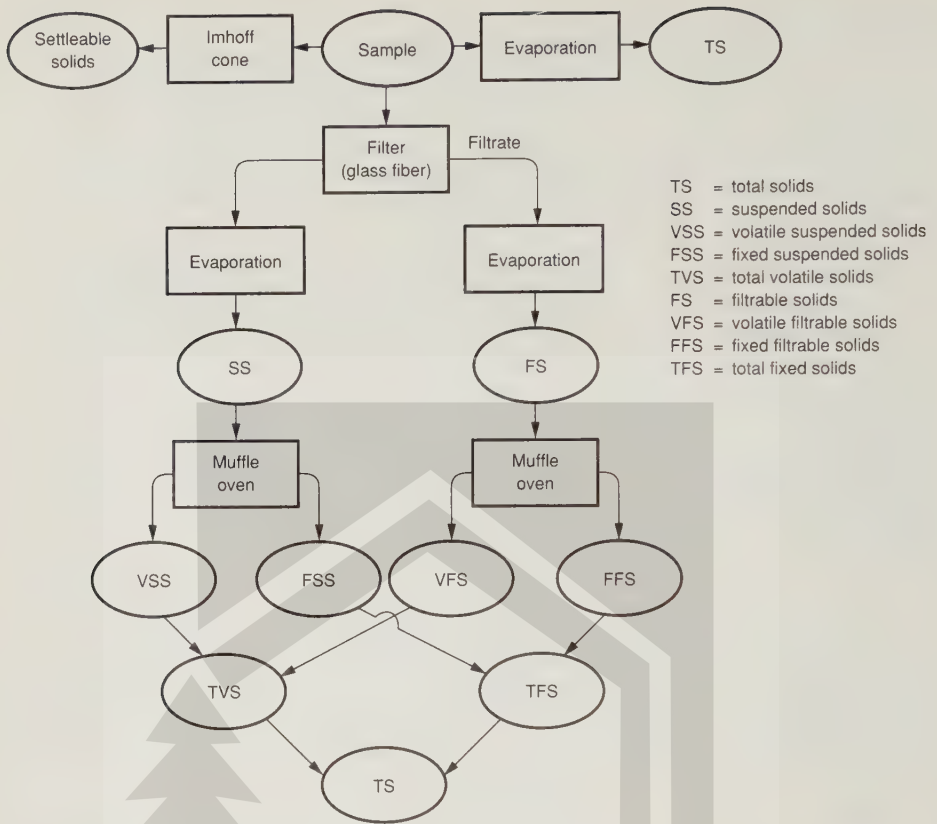 Settleable
solids
Imhoff
cone
Sample
Evaporation
TS
Filter
(glass fiber)
Filtrate
TS = total solids
SS = suspended solids
VSS = volatile suspended solids
FSS = fixed suspended solids
TVS = total volatile solids
FS = filtrable solids
VFS = volatile filtrable solids
FFS = fixed filtrable solids
TFS = total fixed solids
Evaporation
Evaporation
SS
FS
Muffle
oven
Muffle
oven
VSS
FSS
VFS
FFS
TVS
TFS
TS